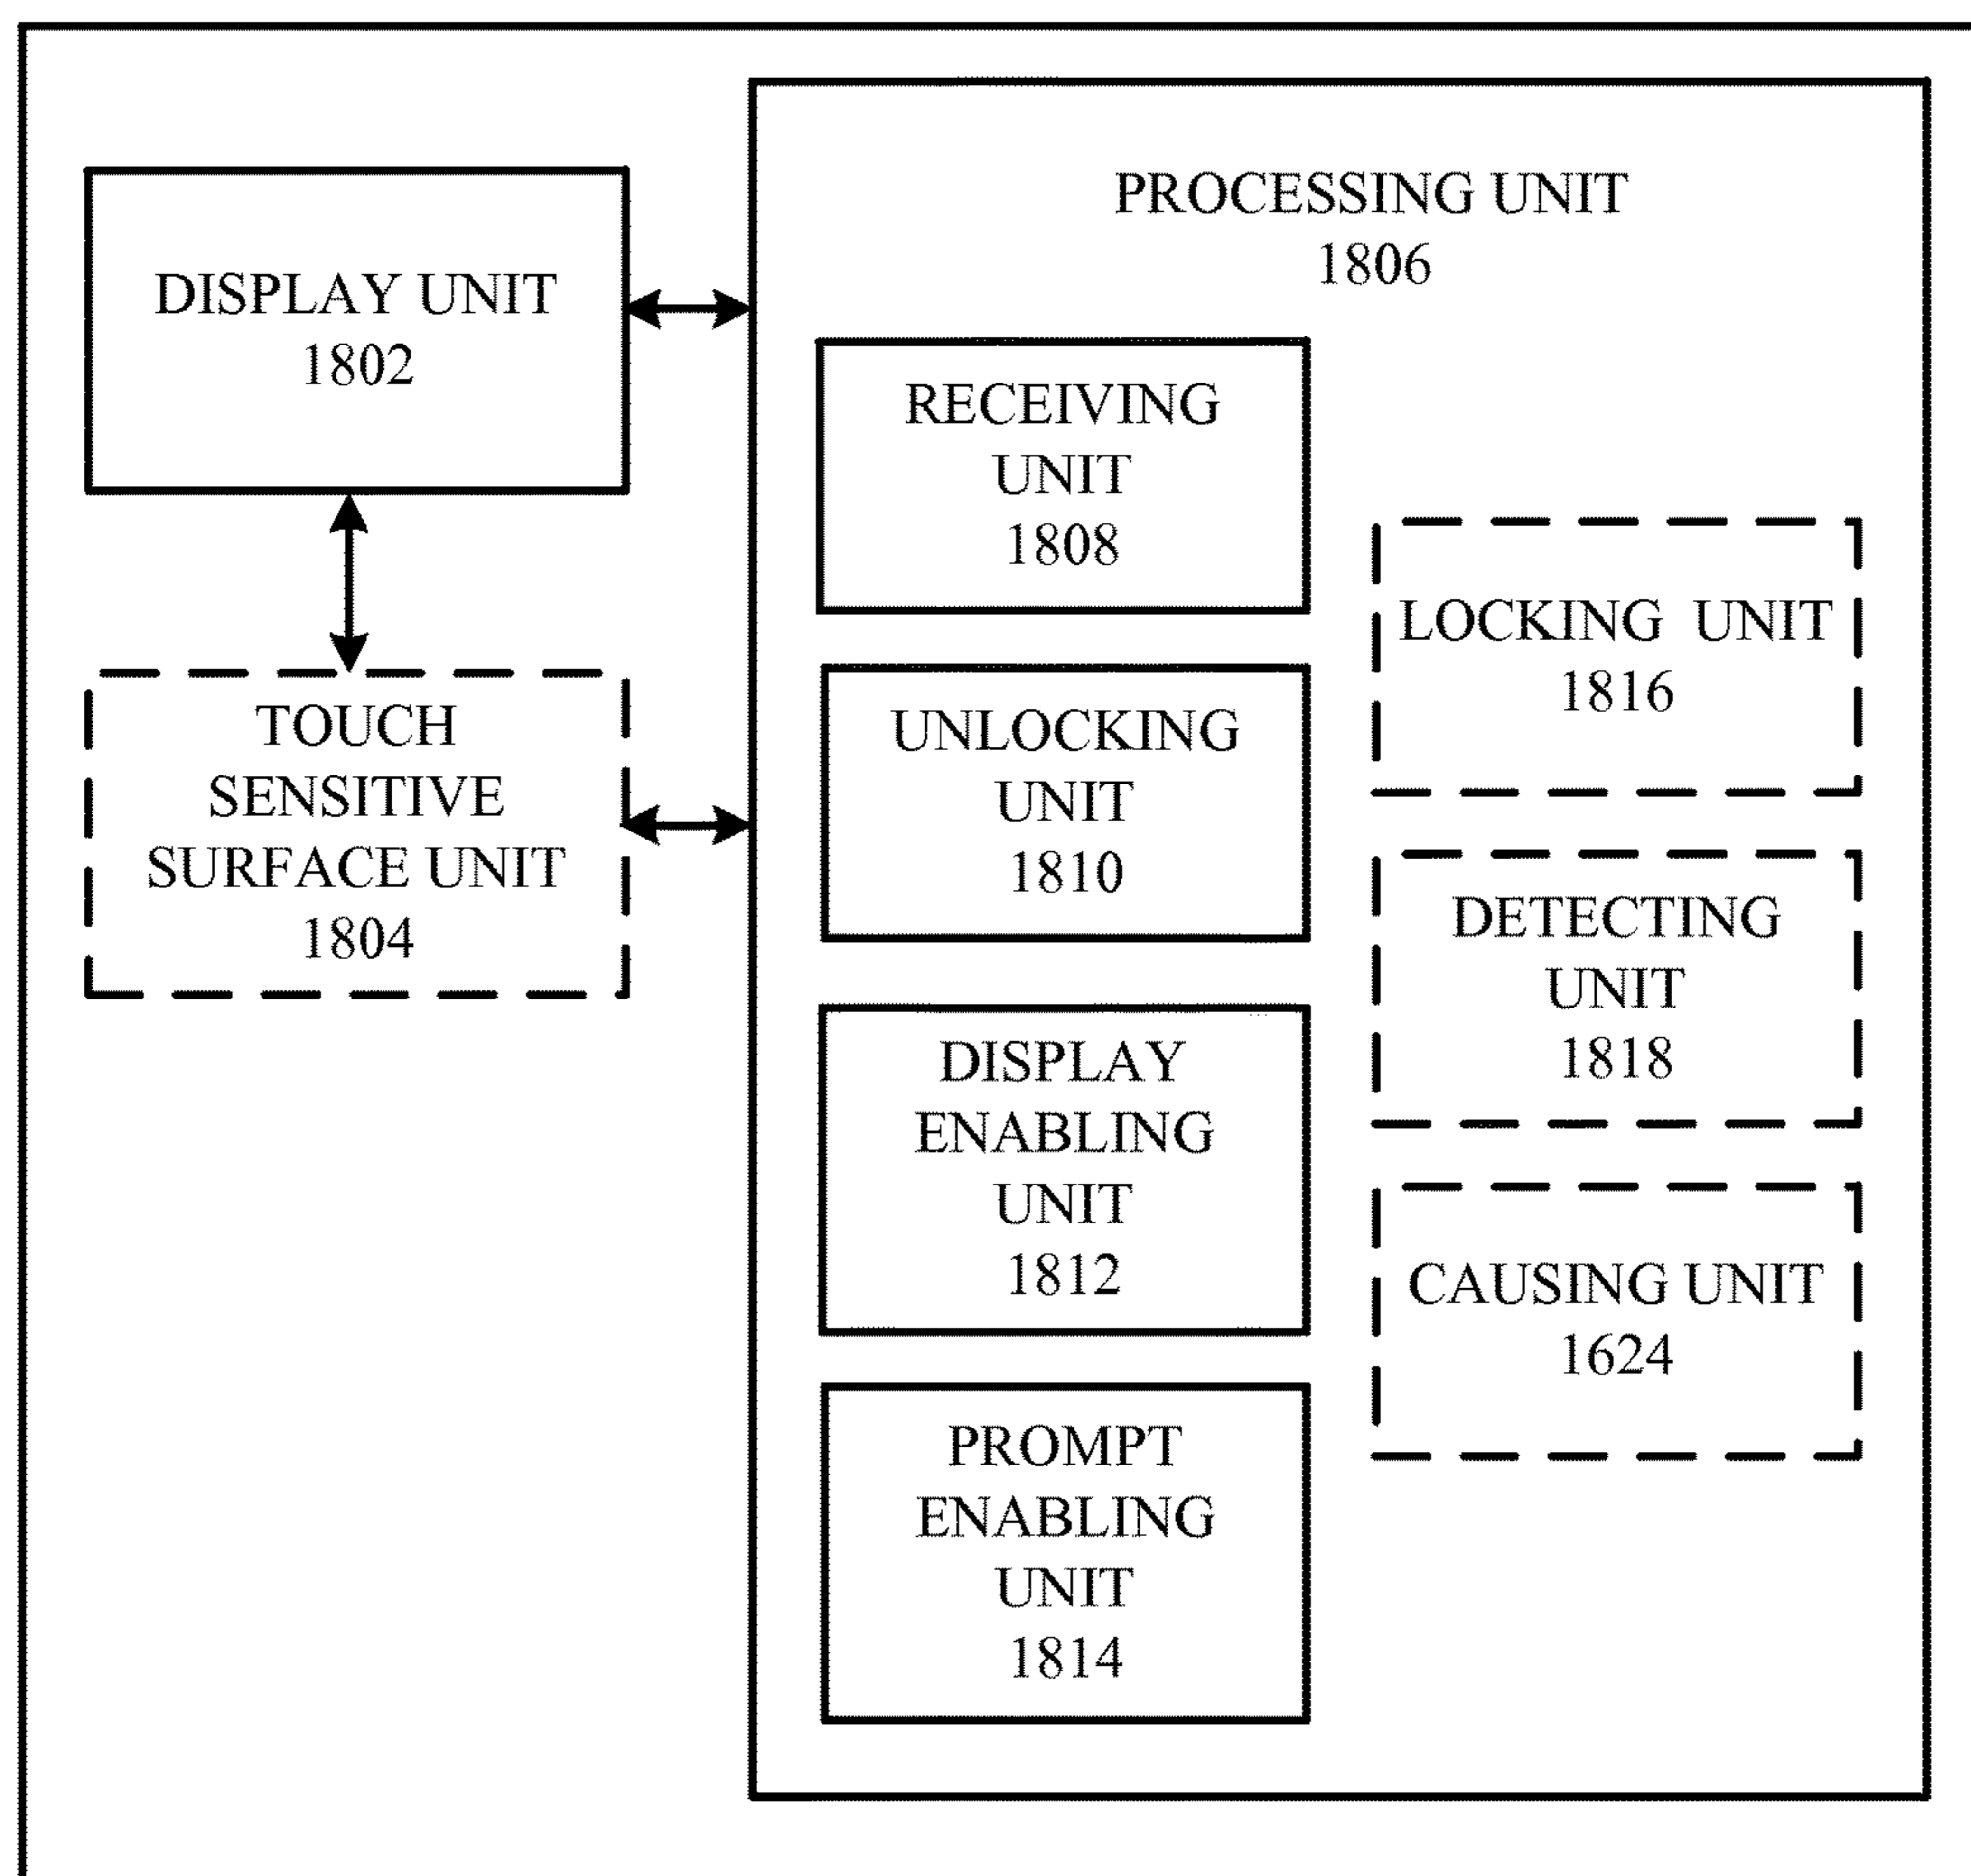 DISPLAY UNIT
1802
TOUCH
SENSITIVE
SURFACE UNIT
1804
PROCESSING UNIT
1806
RECEIVING
UNIT
1808
UNLOCKING
UNIT
1810
DISPLAY
ENABLING
UNIT
1812
PROMPT
ENABLING
UNIT
1814
LOCKING UNIT
1816
DETECTING
UNIT
1818
CAUSING UNIT
1624